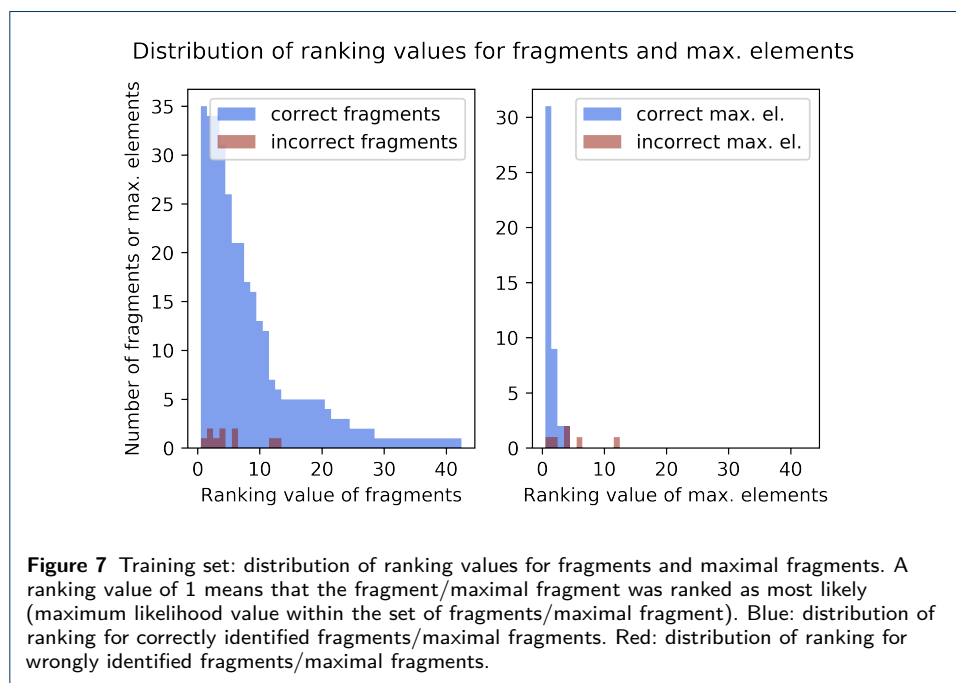 Distribution of ranking values for fragments and max. elements
Number of fragments or max. elements
35
30
25
20
15
10
5
0
correct fragments
incorrect fragments
0 10 20 30 40
Ranking value of fragments
30
25
20
15
10
5
0
correct max. el.
incorrect max. el.
0 10 20 30 40
Ranking value of max. elements
Figure 7 Training set: distribution of ranking values for fragments and maximal fragments. A
ranking value of 1 means that the fragment/maximal fragment was ranked as most likely
(maximum likelihood value within the set of fragments/maximal fragment). Blue: distribution of
ranking for correctly identified fragments/maximal fragments. Red: distribution of ranking for
wrongly identified fragments/maximal fragments.